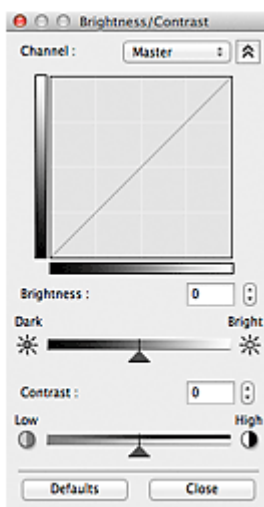 Brightness/Contrast
Channel : Master
Brightness : 0
Dark Bright
Contrast : 0
Low High
Defaults Close